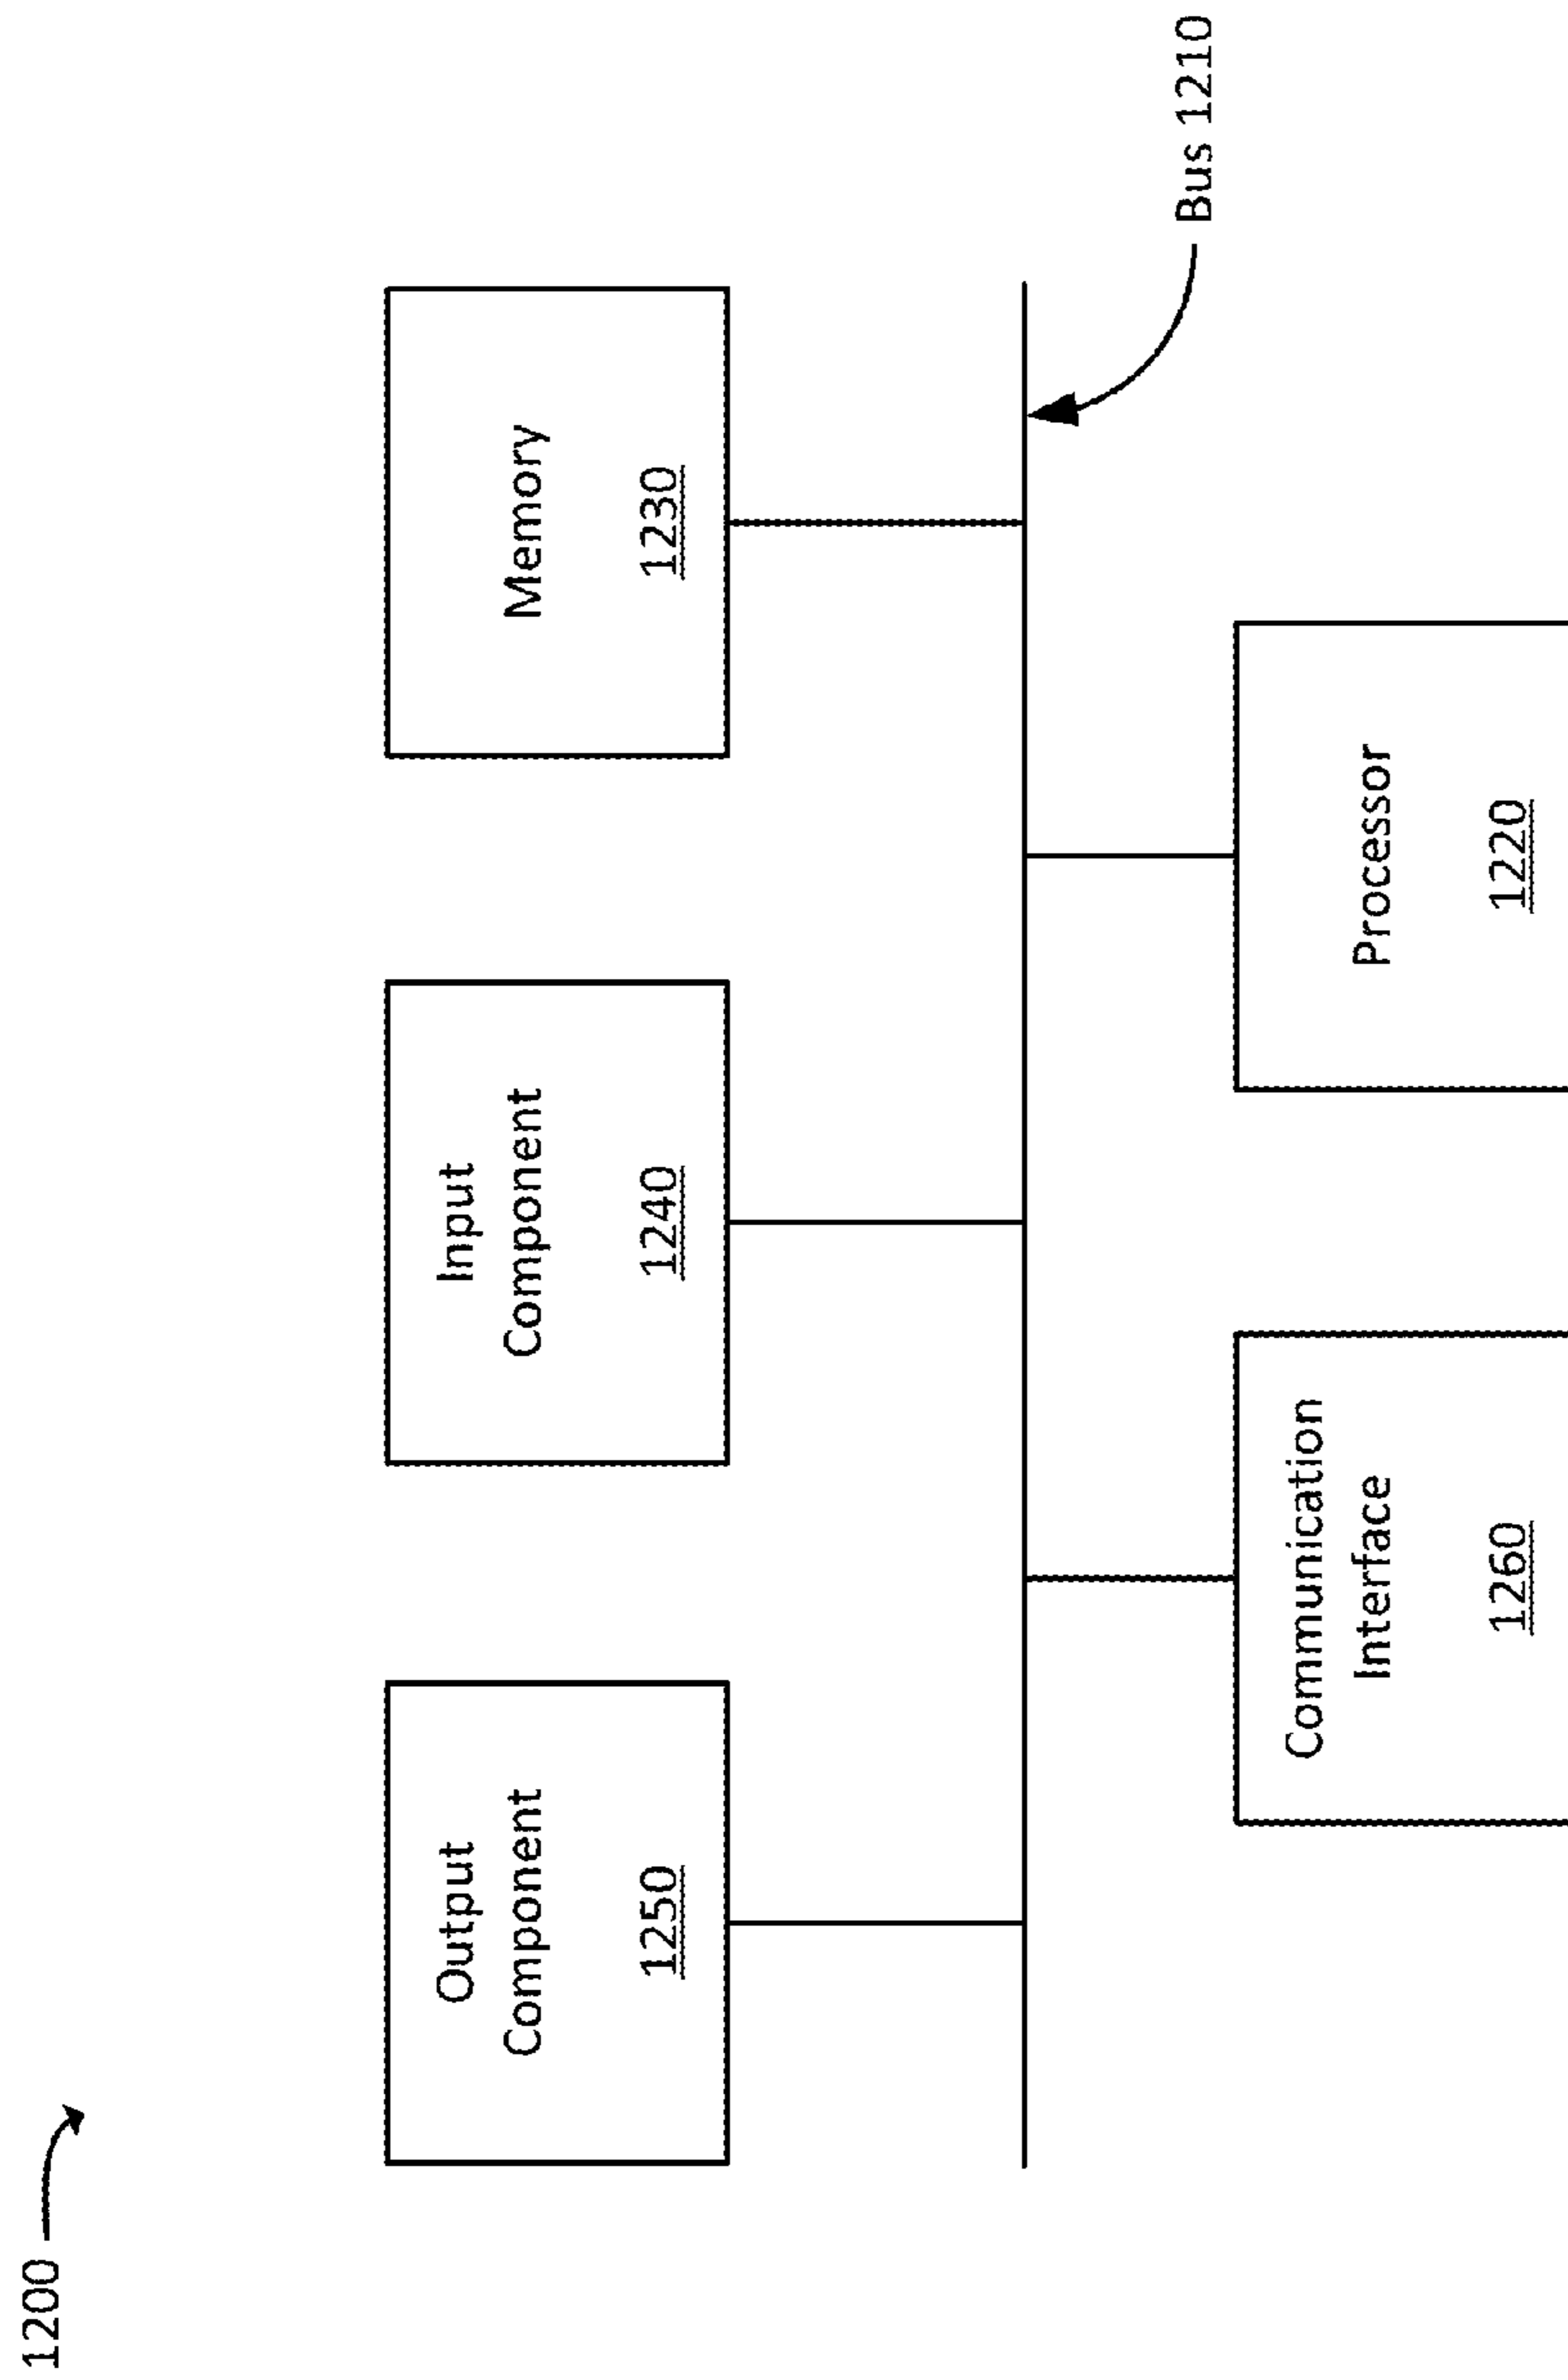 1200
Output
Component
1250
Input
Component
1240
Memory
1230
Bus 1210
Communication
Interface
1260
Processor
1220